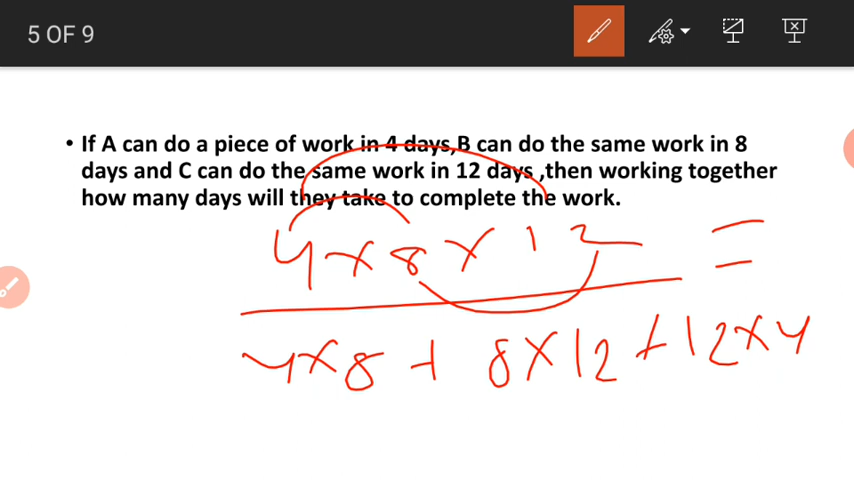 5 OF 9
• If A can do a piece of work in 4 days,B can do the same work in 8
days and C can do the same work in 12 days ,then working together
how many days will they take to complete the work.
4 x 8 x 12 =
4 x 8 + 8 x 12 + 12 x 4